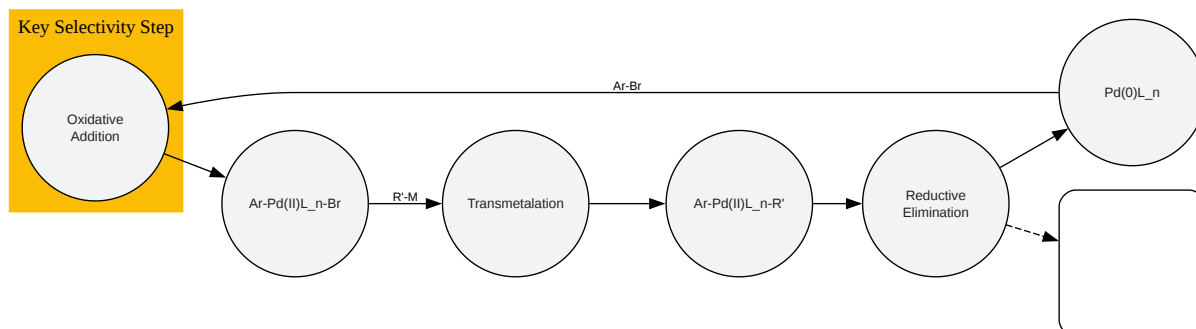 Key Selectivity Step
Oxidative
Addition
Ar-Br
Pd(0)L_n
Ar-Pd(II)L_n-Br
R'-M
Transmetalation
Ar-Pd(II)L_n-R'
Reductive
Elimination